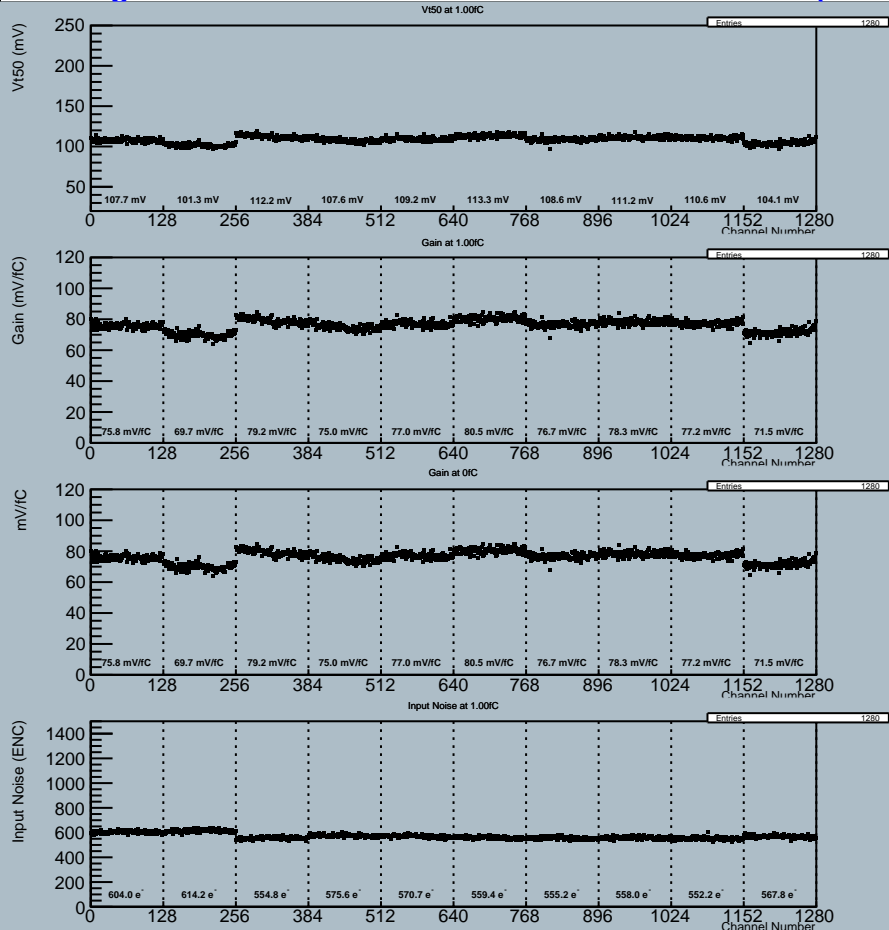 Vt50 at 1.00fC
Entries 1280
Vt50 (mV)
250
200
150
100
50
107.7 mV 101.3 mV 112.2 mV 107.6 mV 109.2 mV 113.3 mV 108.6 mV 111.2 mV 110.6 mV 104.1 mV
0 128 256 384 512 640 768 896 1024 1152 1280
Channel Number
Gain at 1.00fC
Entries 1280
Gain (mV/fC)
120
100
80
60
40
20
0
75.8 mV/fC 69.7 mV/fC 79.2 mV/fC 75.0 mV/fC 77.0 mV/fC 80.5 mV/fC 76.7 mV/fC 78.3 mV/fC 77.2 mV/fC 71.5 mV/fC
0 128 256 384 512 640 768 896 1024 1152 1280
Channel Number
Gain at 0fC
Entries 1280
mV/fC
120
100
80
60
40
20
0
75.8 mV/fC 69.7 mV/fC 79.2 mV/fC 75.0 mV/fC 77.0 mV/fC 80.5 mV/fC 76.7 mV/fC 78.3 mV/fC 77.2 mV/fC 71.5 mV/fC
0 128 256 384 512 640 768 896 1024 1152 1280
Channel Number
Input Noise at 1.00fC
Entries 1280
Input Noise (ENC)
1400
1200
1000
800
600
400
200
0
604.0 e⁻ 614.2 e⁻ 554.8 e⁻ 575.6 e⁻ 570.7 e⁻ 559.4 e⁻ 555.2 e⁻ 558.0 e⁻ 552.2 e⁻ 567.8 e⁻
0 128 256 384 512 640 768 896 1024 1152 1280
Channel Number